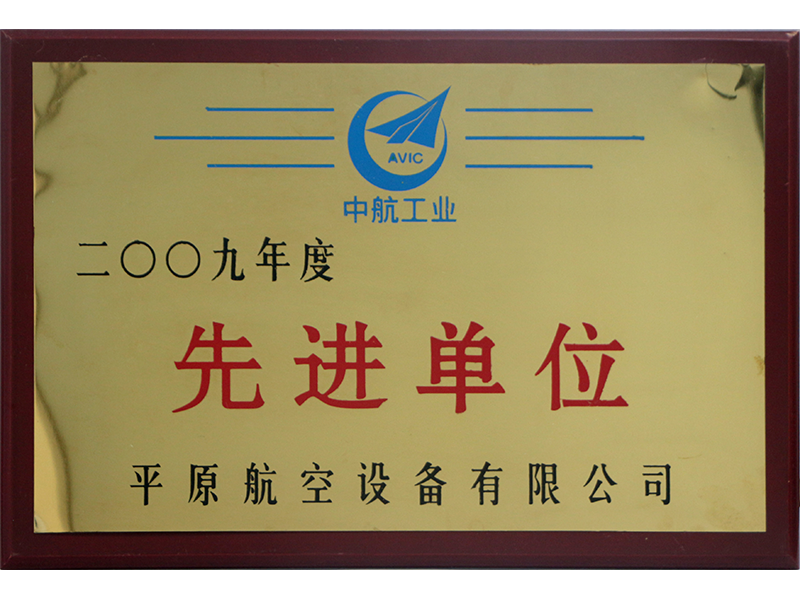 AVIC
中航工业
二〇〇九年度
先进单位
平原航空设备有限公司